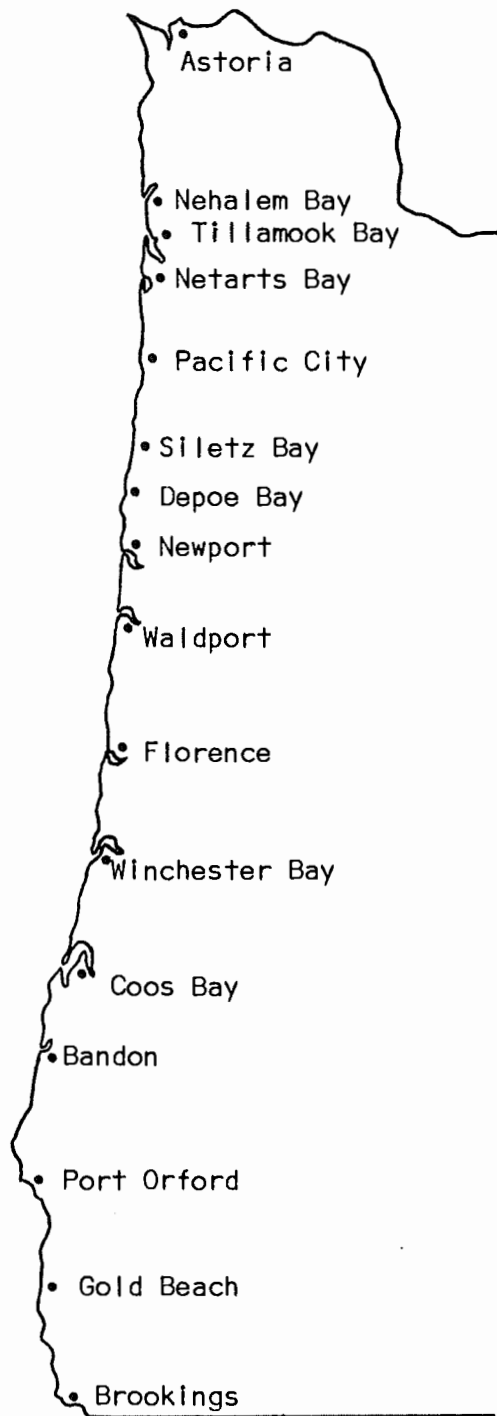 Astoria
Nehalem Bay
Tillamook Bay
Netarts Bay
Pacific City
Siletz Bay
Depoe Bay
Newport
Waldport
Florence
Winchester Bay
Coos Bay
Bandon
Port Orford
Gold Beach
Brookings